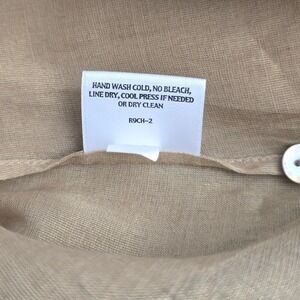 HAND WASH COLD, NO BLEACH,
LINE DRY, COOL PRESS IF NEEDED
OR DRY CLEAN
R9CH-2